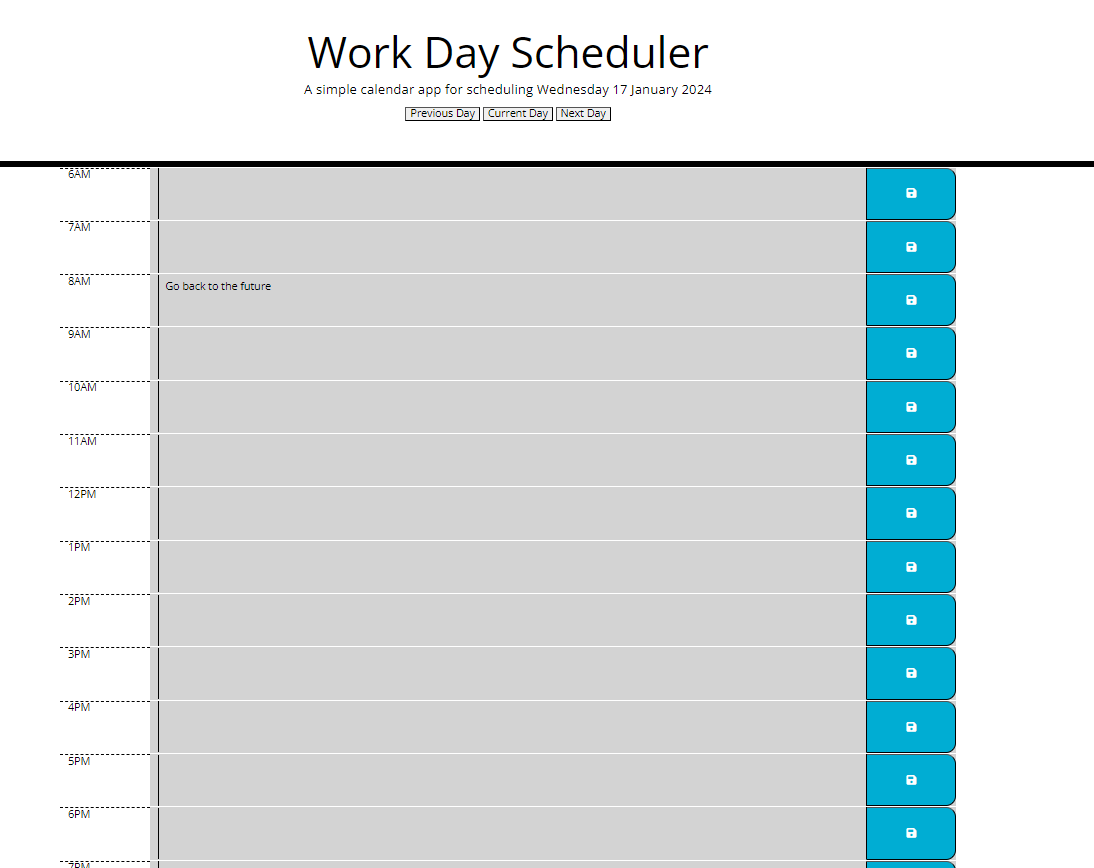 Work Day Scheduler
A simple calendar app for scheduling Wednesday 17 January 2024
Previous Day Current Day Next Day
6AM
7AM
8AM Go back to the future
9AM
10AM
11AM
12PM
1PM
2PM
3PM
4PM
5PM
6PM
7PM